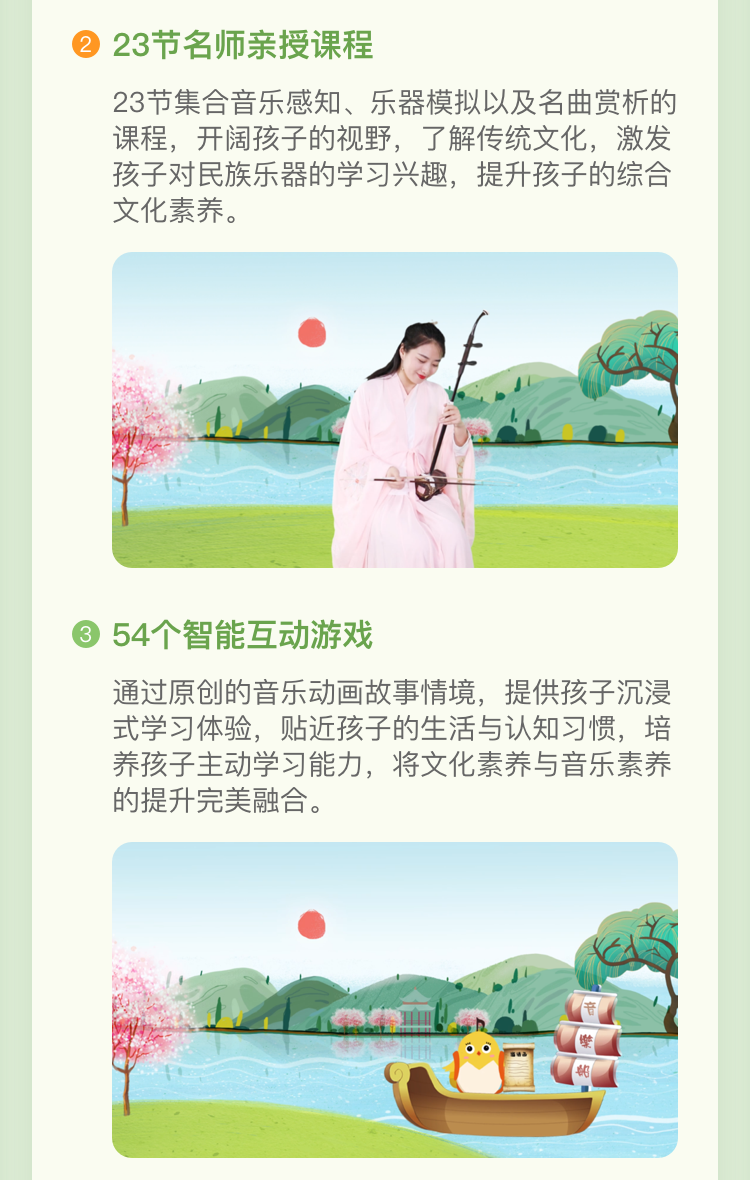 2 23节名师亲授课程
23节集合音乐感知、乐器模拟以及名曲赏析的
课程，开阔孩子的视野，了解传统文化，激发
孩子对民族乐器的学习兴趣，提升孩子的综合
文化素养。
3 54个智能互动游戏
通过原创的音乐动画故事情境，提供孩子沉浸
式学习体验，贴近孩子的生活与认知习惯，培
养孩子主动学习能力，将文化素养与音乐素养
的提升完美融合。
音
樂
船